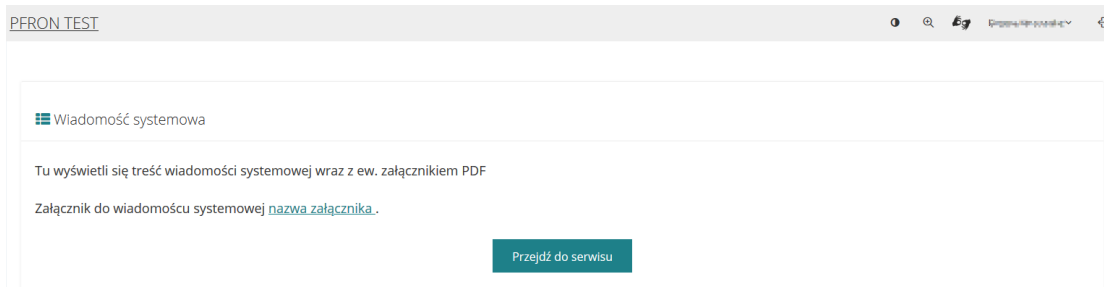 PFRON TEST
Wiadomość systemowa
Tu wyświetli się treść wiadomości systemowej wraz z ew. załącznikiem PDF
Załącznik do wiadomoścu systemowej nazwa załącznika .
Przejdź do serwisu